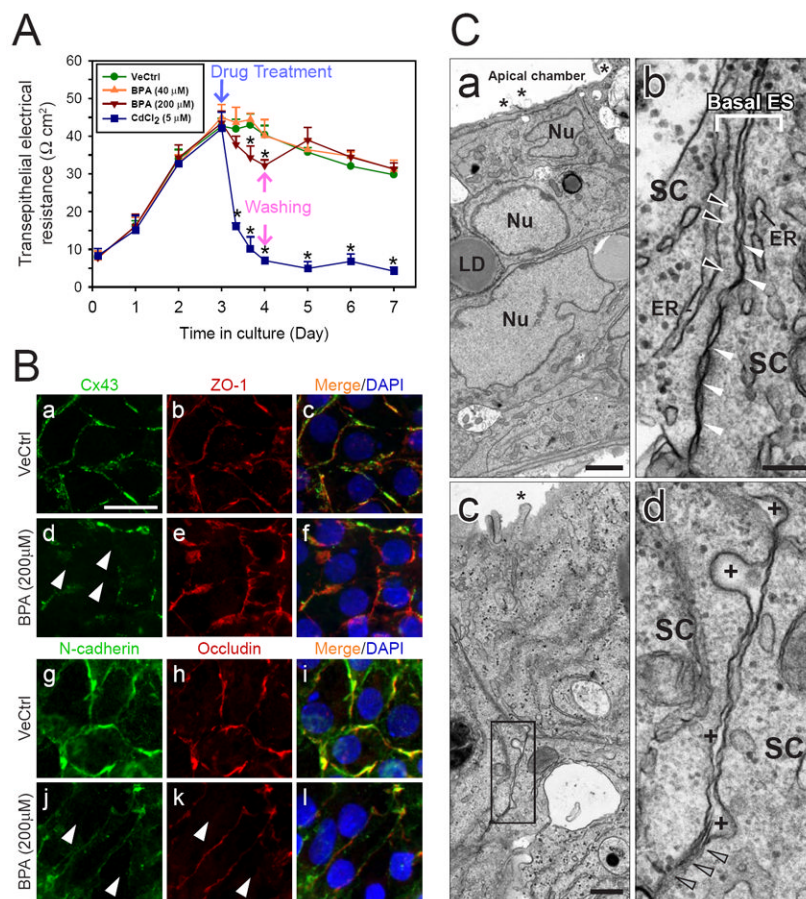 A
VeCtrl
BPA (40 µM)
BPA (200 µM)
CdCl2 (5 µM)
Drug Treatment
Washing
Transepithelial electrical
resistance (Ω cm2)
60
50
40
30
20
10
0
0 1 2 3 4 5 6 7
* * * * * * * *
Time in culture (Day)
B
Cx43 ZO-1 Merge/DAPI
VeCtrl
a b c
BPA (200µM)
d e f
N-cadherin Occludin Merge/DAPI
VeCtrl
g h i
BPA (200µM)
j k l
C
a
Apical chamber
* * *
Nu
Nu
LD
Nu
b
Basal ES
SC
ER
ER
SC
c
*
d
+
+
SC
+
SC
+